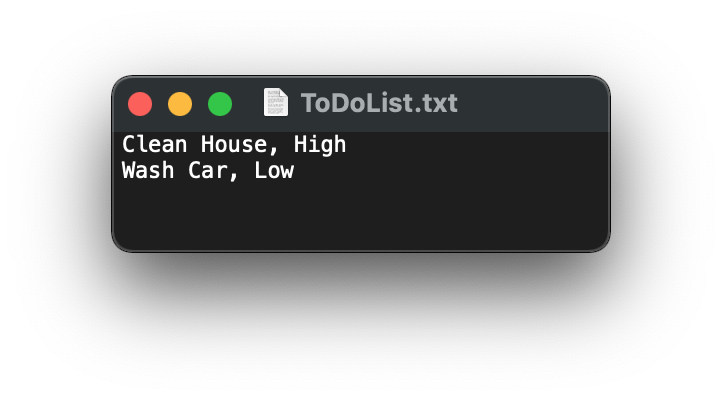 ToDoList.txt
Clean House, High
Wash Car, Low